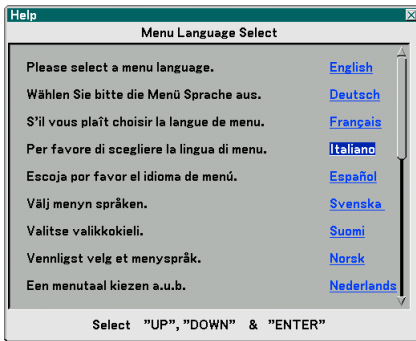 Help
Menu Language Select
Please select a menu language. English
Wählen Sie bitte die Menü Sprache aus. Deutsch
S'il vous plaît choisir la langue de menu. Français
Per favore di scegliere la lingua di menu. Italiano
Escoja por favor el idioma de menú. Español
Välj menyn språken. Svenska
Valitse valikkokieli. Suomi
Vennligst velg et menyspråk. Norsk
Een menutaal kiezen a.u.b. Nederlands
Select "UP", "DOWN" & "ENTER"